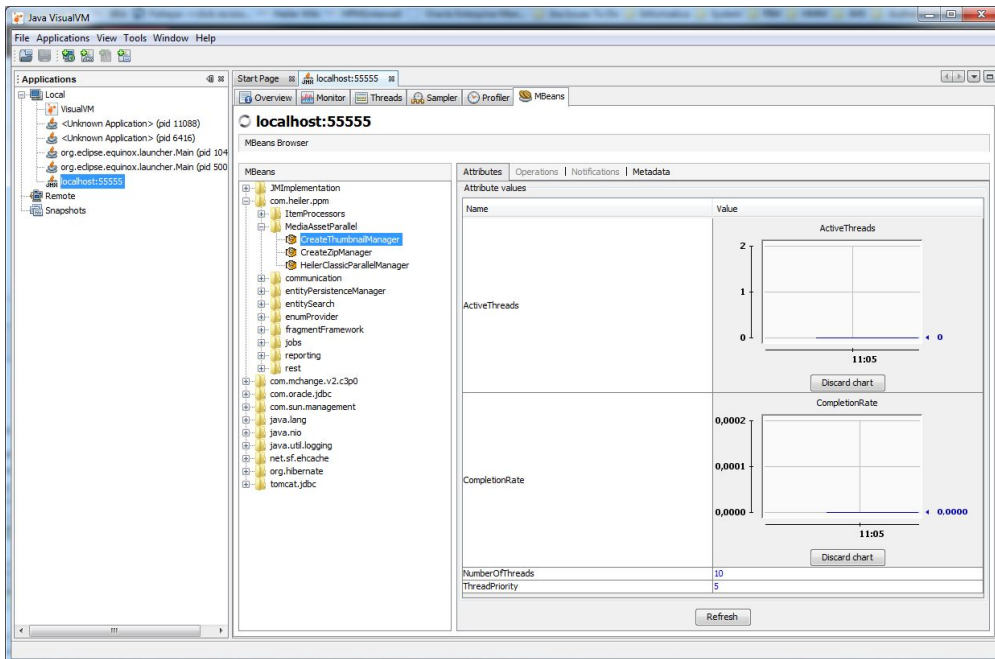 Java VisualVM
File Applications View Tools Window Help
Applications
Local
VisualVM
<Unknown Application> (pid 11088)
<Unknown Application> (pid 6416)
org.eclipse.equinox.launcher.Main (pid 104
org.eclipse.equinox.launcher.Main (pid 500
localhost:55555
Remote
Snapshots
Start Page localhost:55555
Overview Monitor Threads Sampler Profiler MBeans
localhost:55555
MBeans Browser
MBeans
JMImplementation
com.heiler.ppm
ItemProcessors
MediaAssetParallel
CreateThumbnailManager
CreateZipManager
HeilerClassicParallelManager
communication
entityPersistenceManager
entitySearch
enumProvider
fragmentFramework
jobs
reporting
rest
com.mchange.v2.c3p0
com.oracle.jdbc
com.sun.management
java.lang
java.nio
java.util.logging
net.sf.ehcache
org.hibernate
tomcat.jdbc
Attributes Operations Notifications Metadata
Attribute values
Name Value
ActiveThreads
ActiveThreads
2
1
0
0
11:05
Discard chart
CompletionRate
CompletionRate
0,0002
0,0001
0,0000
0.0000
11:05
Discard chart
NumberOfThreads 10
ThreadPriority 5
Refresh